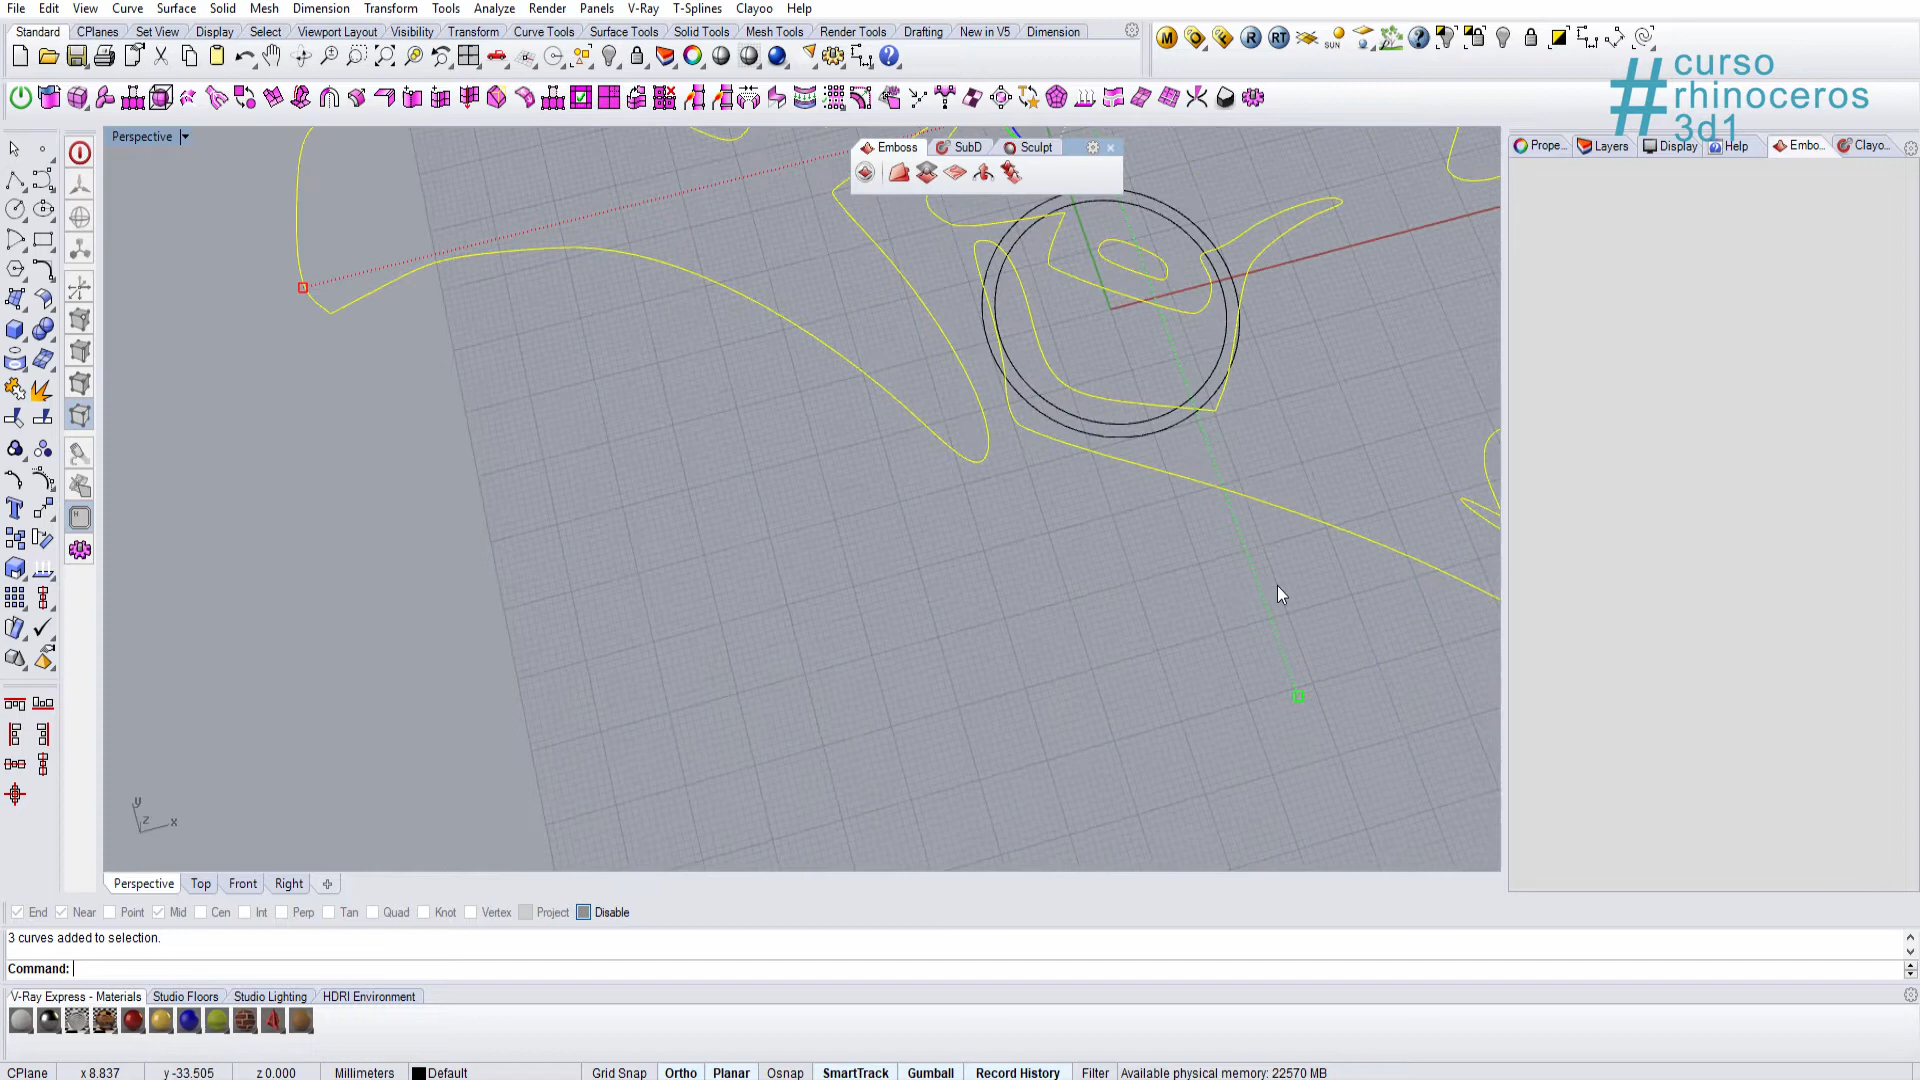 File Edit View Curve Surface Solid Mesh Dimension Transform Tools Analyze Render Panels V-Ray T-Splines Clayoo Help
Standard CPlanes Set View Display Select Viewport Layout Visibility Transform Curve Tools Surface Tools Solid Tools Mesh Tools Render Tools Drafting New in V5 Dimension
# curso
rhinoceros
3d1
Perspective
Emboss SubD Sculpt
Prope... Layers Display Help Embo... Clayo...
y
z x
Perspective Top Front Right
End Near Point Mid Cen Int Perp Tan Quad Knot Vertex Project Disable
3 curves added to selection.
Command:
V-Ray Express - Materials Studio Floors Studio Lighting HDRI Environment
CPlane x 8.837 y -33.505 z 0.000 Millimeters Default Grid Snap Ortho Planar Osnap SmartTrack Gumball Record History Filter Available physical memory: 22570 MB